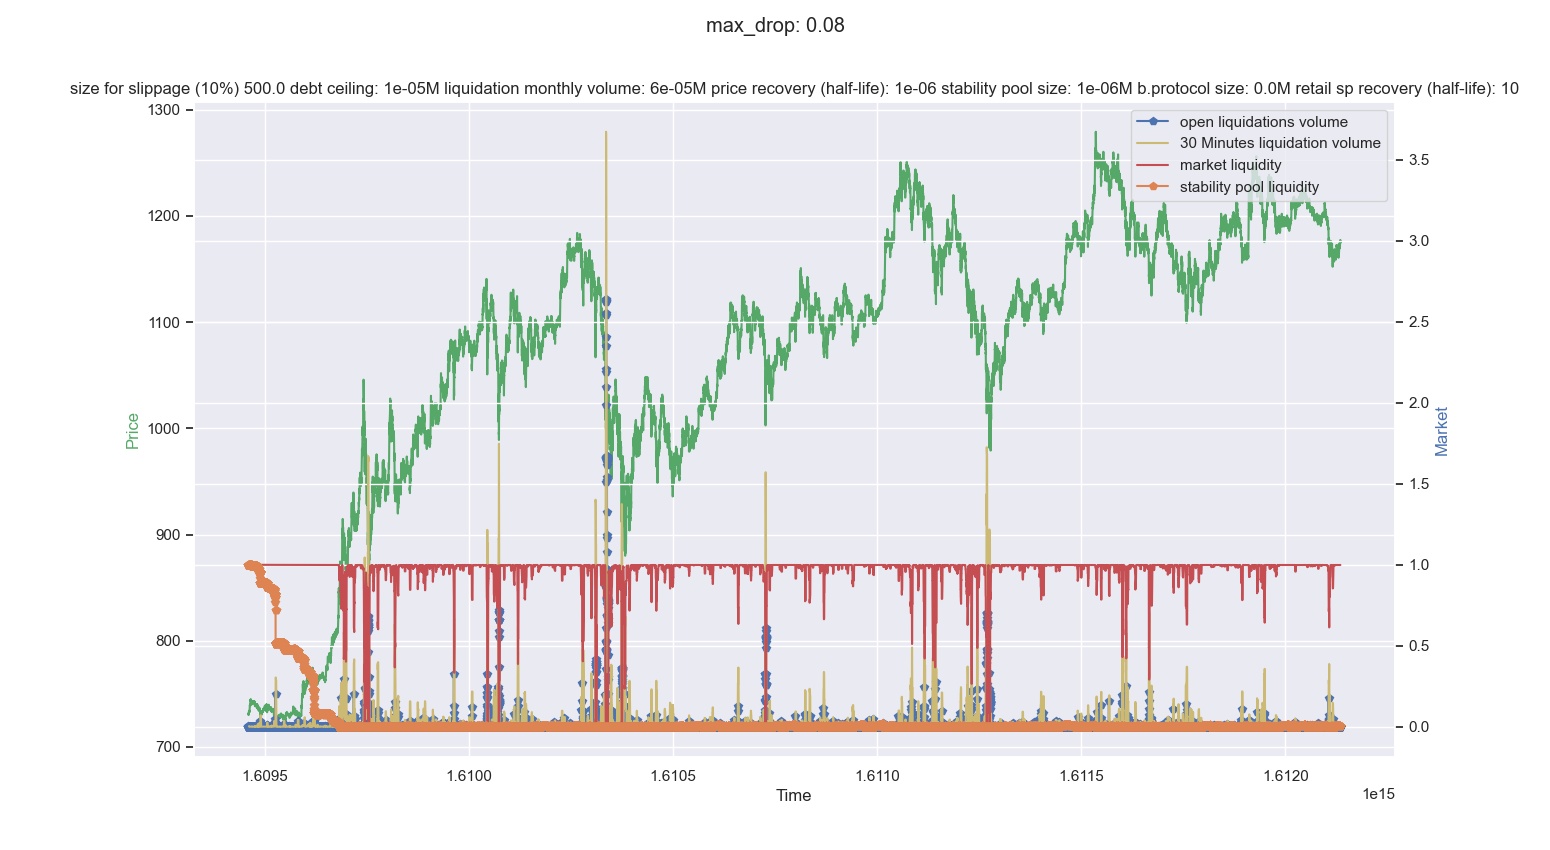 max_drop: 0.08
size for slippage (10%) 500.0 debt ceiling: 1e-05M liquidation monthly volume: 6e-05M price recovery (half-life): 1e-06 stability pool size: 1e-06M b.protocol size: 0.0M retail sp recovery (half-life): 10
open liquidations volume
30 Minutes liquidation volume
market liquidity
stability pool liquidity
Price
1300
1200
1100
1000
900
800
700
Market
3.5
3.0
2.5
2.0
1.5
1.0
0.5
0.0
1.6095 1.6100 1.6105 1.6110 1.6115 1.6120
Time
1e15